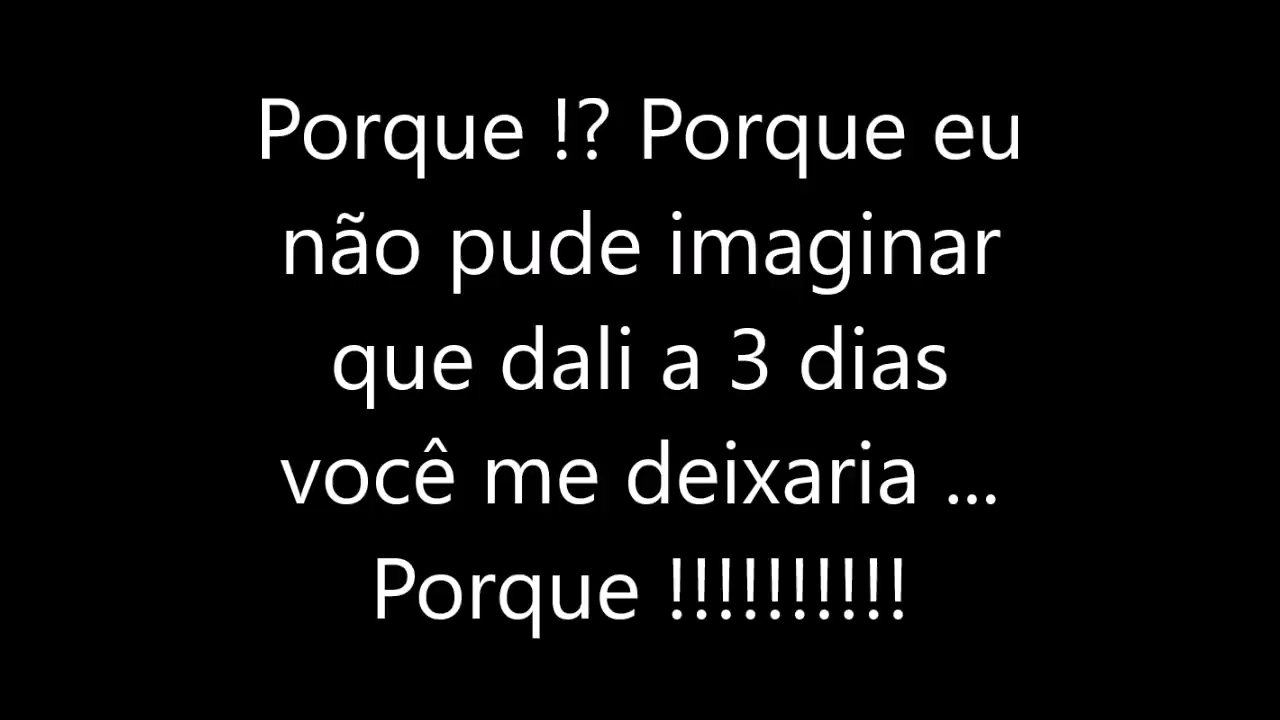 Porque !? Porque eu
não pude imaginar
que dali a 3 dias
você me deixaria ...
Porque !!!!!!!!!!